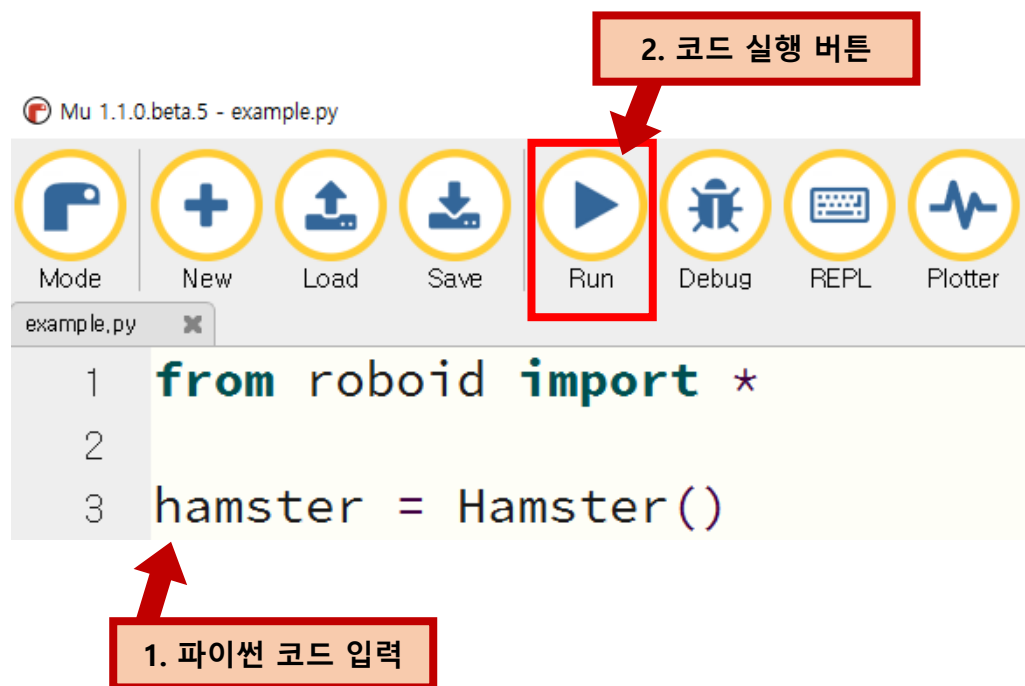 2. 코드 실행 버튼
Mu 1.1.0.beta.5 - example.py
Mode New Load Save Run Debug REPL Plotter
example.py
1 from roboid import *
2
3 hamster = Hamster()
1. 파이썬 코드 입력